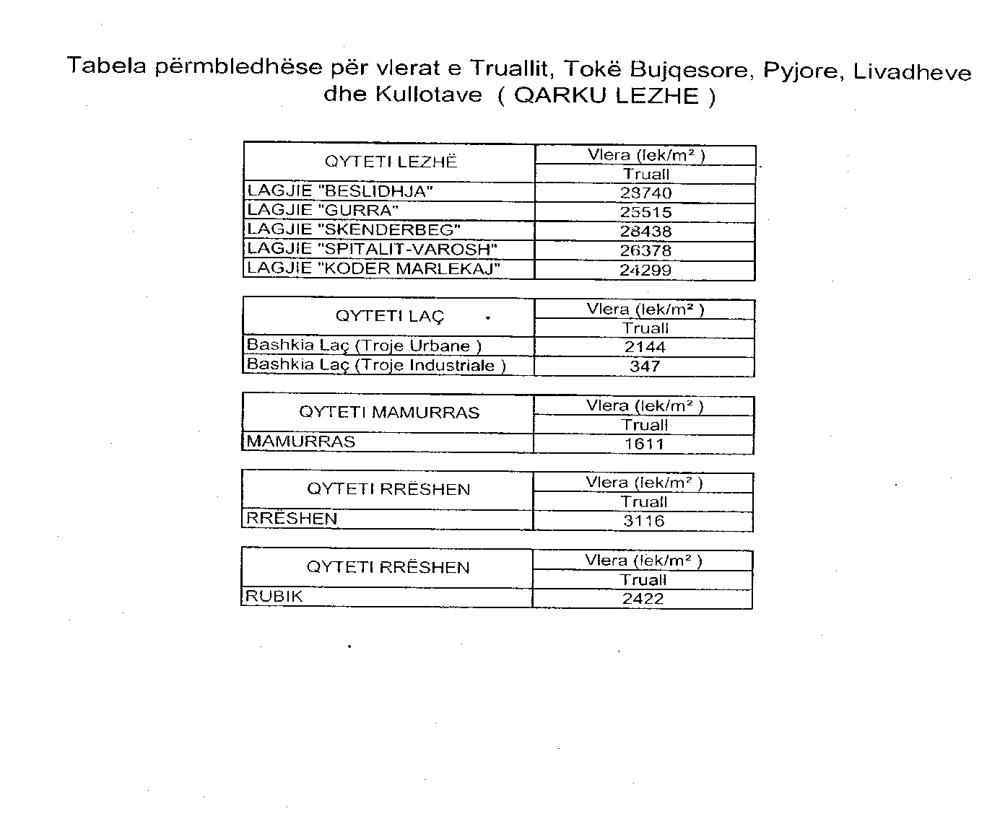 Tabela përmbledhëse për vlerat e Truallit, Tokë Bujqesore, Pyjore, Livadheve
dhe Kullotave ( QARKU LEZHE )
QYTETI LEZHË
Vlera (lek/m² )
Truall
LAGJIE "BESLIDHJA" 23740
LAGJIE "GURRA" 25515
LAGJIE "SKENDERBEG" 28438
LAGJIE "SPITALIT-VAROSH" 26378
LAGJIE "KODER MARLEKAJ" 24299
QYTETI LAÇ
Vlera (lek/m² )
Truall
Bashkia Laç (Troje Urbane ) 2144
Bashkia Laç (Troje Industriale ) 347
QYTETI MAMURRAS
Vlera (lek/m² )
Truall
MAMURRAS 1611
QYTETI RRËSHEN
Vlera (lek/m² )
Truall
RRËSHEN 3116
QYTETI RRËSHEN
Vlera (lek/m² )
Truall
RUBIK 2422